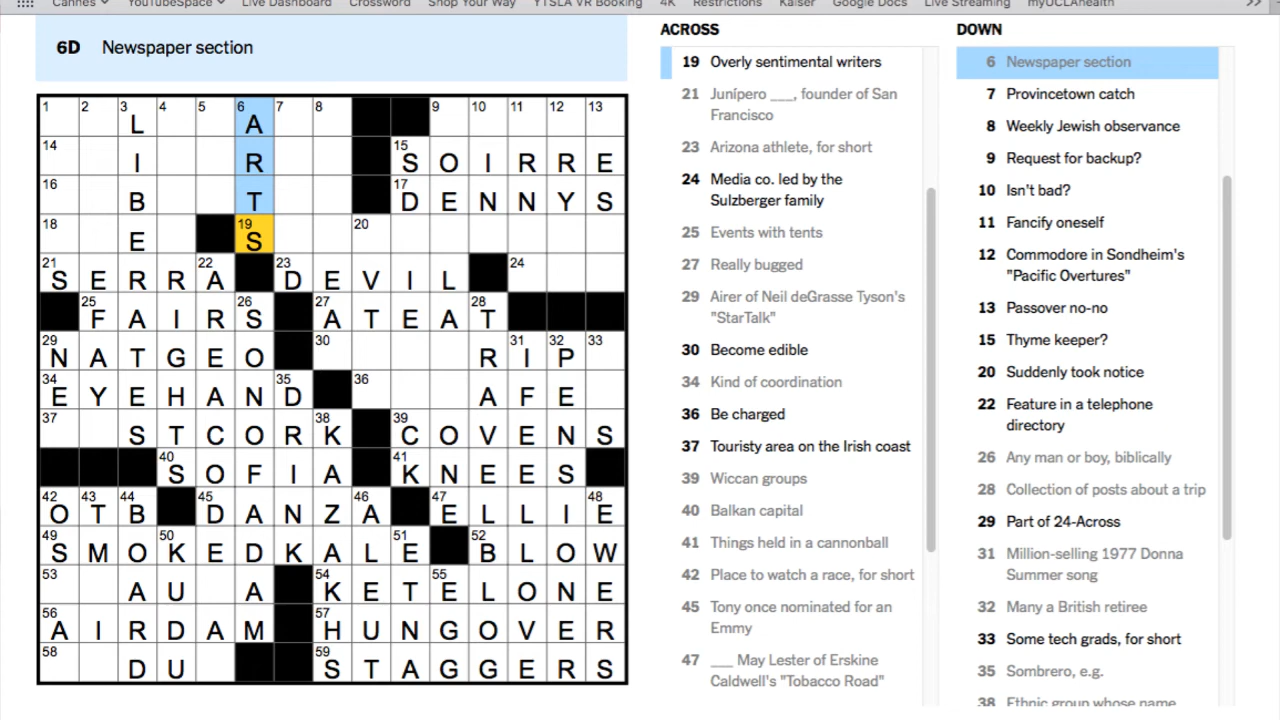 Cannes YouTubeSpace Live Dashboard Crossword Shop Your Way YTSLA VR Booking 4K Restrictions Kaiser Google Docs Live Streaming myUCLAhealth >>
6D Newspaper section
1 2 3 4 5 6 7 8 9 10 11 12 13
L A
14 15
I R S O I R R E
16 17
B T D E N N Y S
18 19 20
E S
21 22 23 24
S E R R A D E V I L
25 26 27 28
F A I R S A T E A T
29 30 31 32 33
N A T G E O R I P
34 35 36
E Y E H A N D A F E
37 38 39
S T C O R K C O V E N S
40 41
S O F I A K N E E S
42 43 44 45 46 47 48
O T B D A N Z A E L L I E
49 50 51 52
S M O K E D K A L E B L O W
53 54 55
A U A K E T E L O N E
56 57
A I R D A M H U N G O V E R
58 59
D U S T A G G E R S
ACROSS
19 Overly sentimental writers
21 Junípero ___, founder of San
Francisco
23 Arizona athlete, for short
24 Media co. led by the
Sulzberger family
25 Events with tents
27 Really bugged
29 Airer of Neil deGrasse Tyson's
"StarTalk"
30 Become edible
34 Kind of coordination
36 Be charged
37 Touristy area on the Irish coast
39 Wiccan groups
40 Balkan capital
41 Things held in a cannonball
42 Place to watch a race, for short
45 Tony once nominated for an
Emmy
47 ___ May Lester of Erskine
Caldwell's "Tobacco Road"
DOWN
6 Newspaper section
7 Provincetown catch
8 Weekly Jewish observance
9 Request for backup?
10 Isn't bad?
11 Fancify oneself
12 Commodore in Sondheim's
"Pacific Overtures"
13 Passover no-no
15 Thyme keeper?
20 Suddenly took notice
22 Feature in a telephone
directory
26 Any man or boy, biblically
28 Collection of posts about a trip
29 Part of 24-Across
31 Million-selling 1977 Donna
Summer song
32 Many a British retiree
33 Some tech grads, for short
35 Sombrero, e.g.
38 Ethnic group whose name